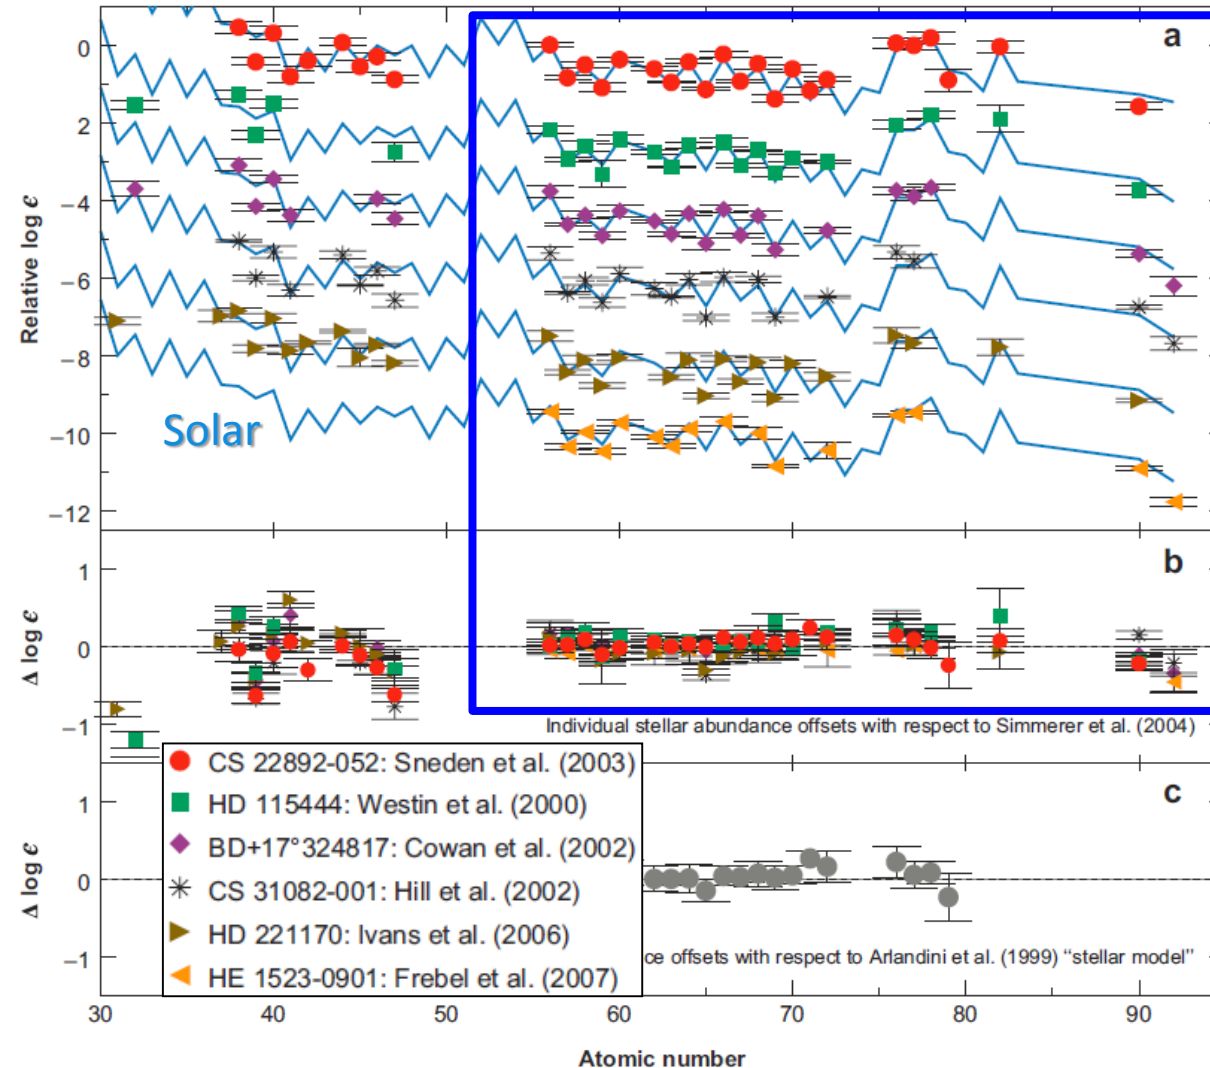 a
0
2
−4
−6
−8
−10
−12
Relative log ϵ
Solar
b
1
0
−1
Δ log ϵ
Individual stellar abundance offsets with respect to Simmerer et al. (2004)
CS 22892-052: Sneden et al. (2003)
HD 115444: Westin et al. (2000)
BD+17°324817: Cowan et al. (2002)
CS 31082-001: Hill et al. (2002)
HD 221170: Ivans et al. (2006)
HE 1523-0901: Frebel et al. (2007)
c
1
0
−1
Δ log ϵ
ce offsets with respect to Arlandini et al. (1999) “stellar model”
30 40 50 60 70 80 90
Atomic number